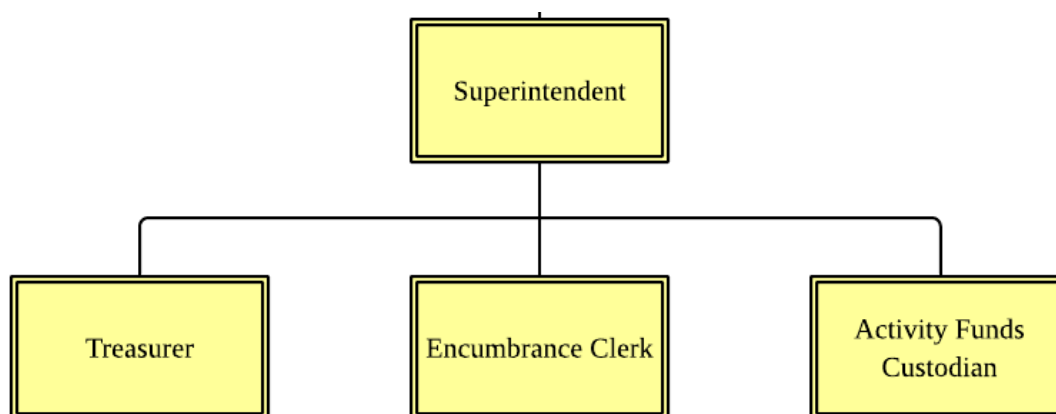 Superintendent
Treasurer
Encumbrance Clerk
Activity Funds
Custodian